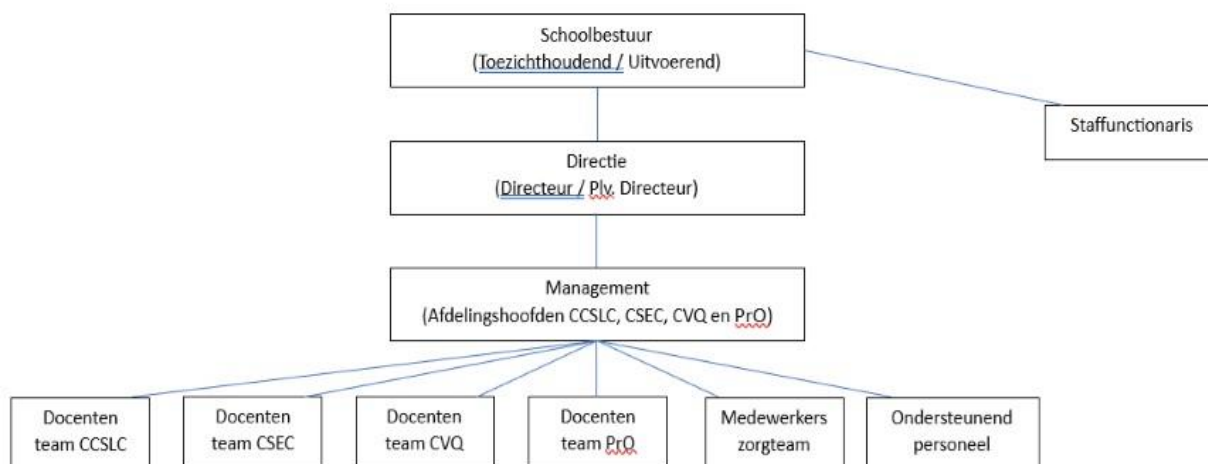 Schoolbestuur
(Toezichthoudend / Uitvoerend)
Staffunctionaris
Directie
(Directeur / Plv. Directeur)
Management
(Afdelingshoofden CCSLC, CSEC, CVQ en PrO)
Docenten
team CCSLC
Docenten
team CSEC
Docenten
team CVQ
Docenten
team PrO
Medewerkers
zorgteam
Ondersteunend
personeel